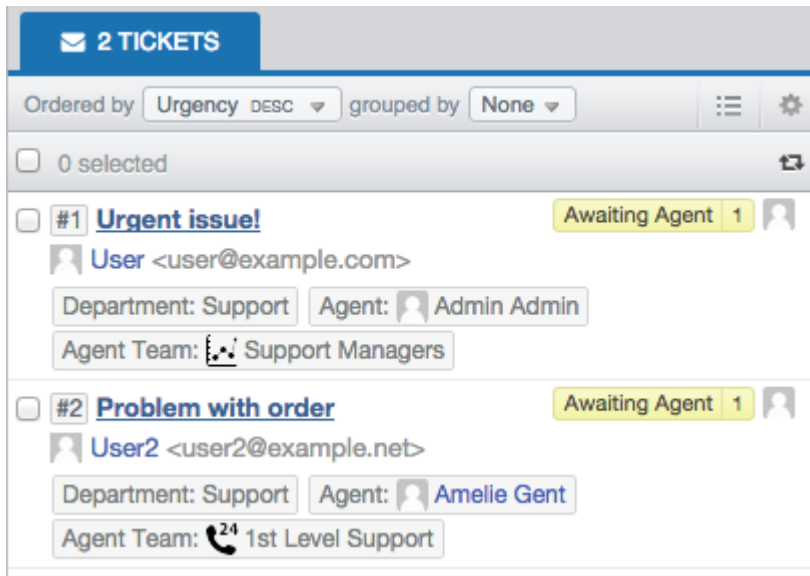 2 TICKETS
Ordered by Urgency DESC grouped by None
0 selected
#1 Urgent issue! Awaiting Agent 1
User <user@example.com>
Department: Support Agent: Admin Admin
Agent Team: Support Managers
#2 Problem with order Awaiting Agent 1
User2 <user2@example.net>
Department: Support Agent: Amelie Gent
Agent Team: 24 1st Level Support